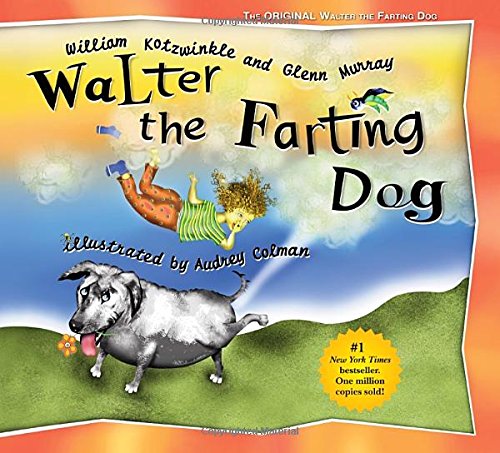 The ORIGINAL Walter the Farting Dog
William Kotzwinkle and Glenn Murray
Walter
the Farting
Dog
illustrated by Audrey Colman
#1
New York Times
bestseller.
One million
copies sold!